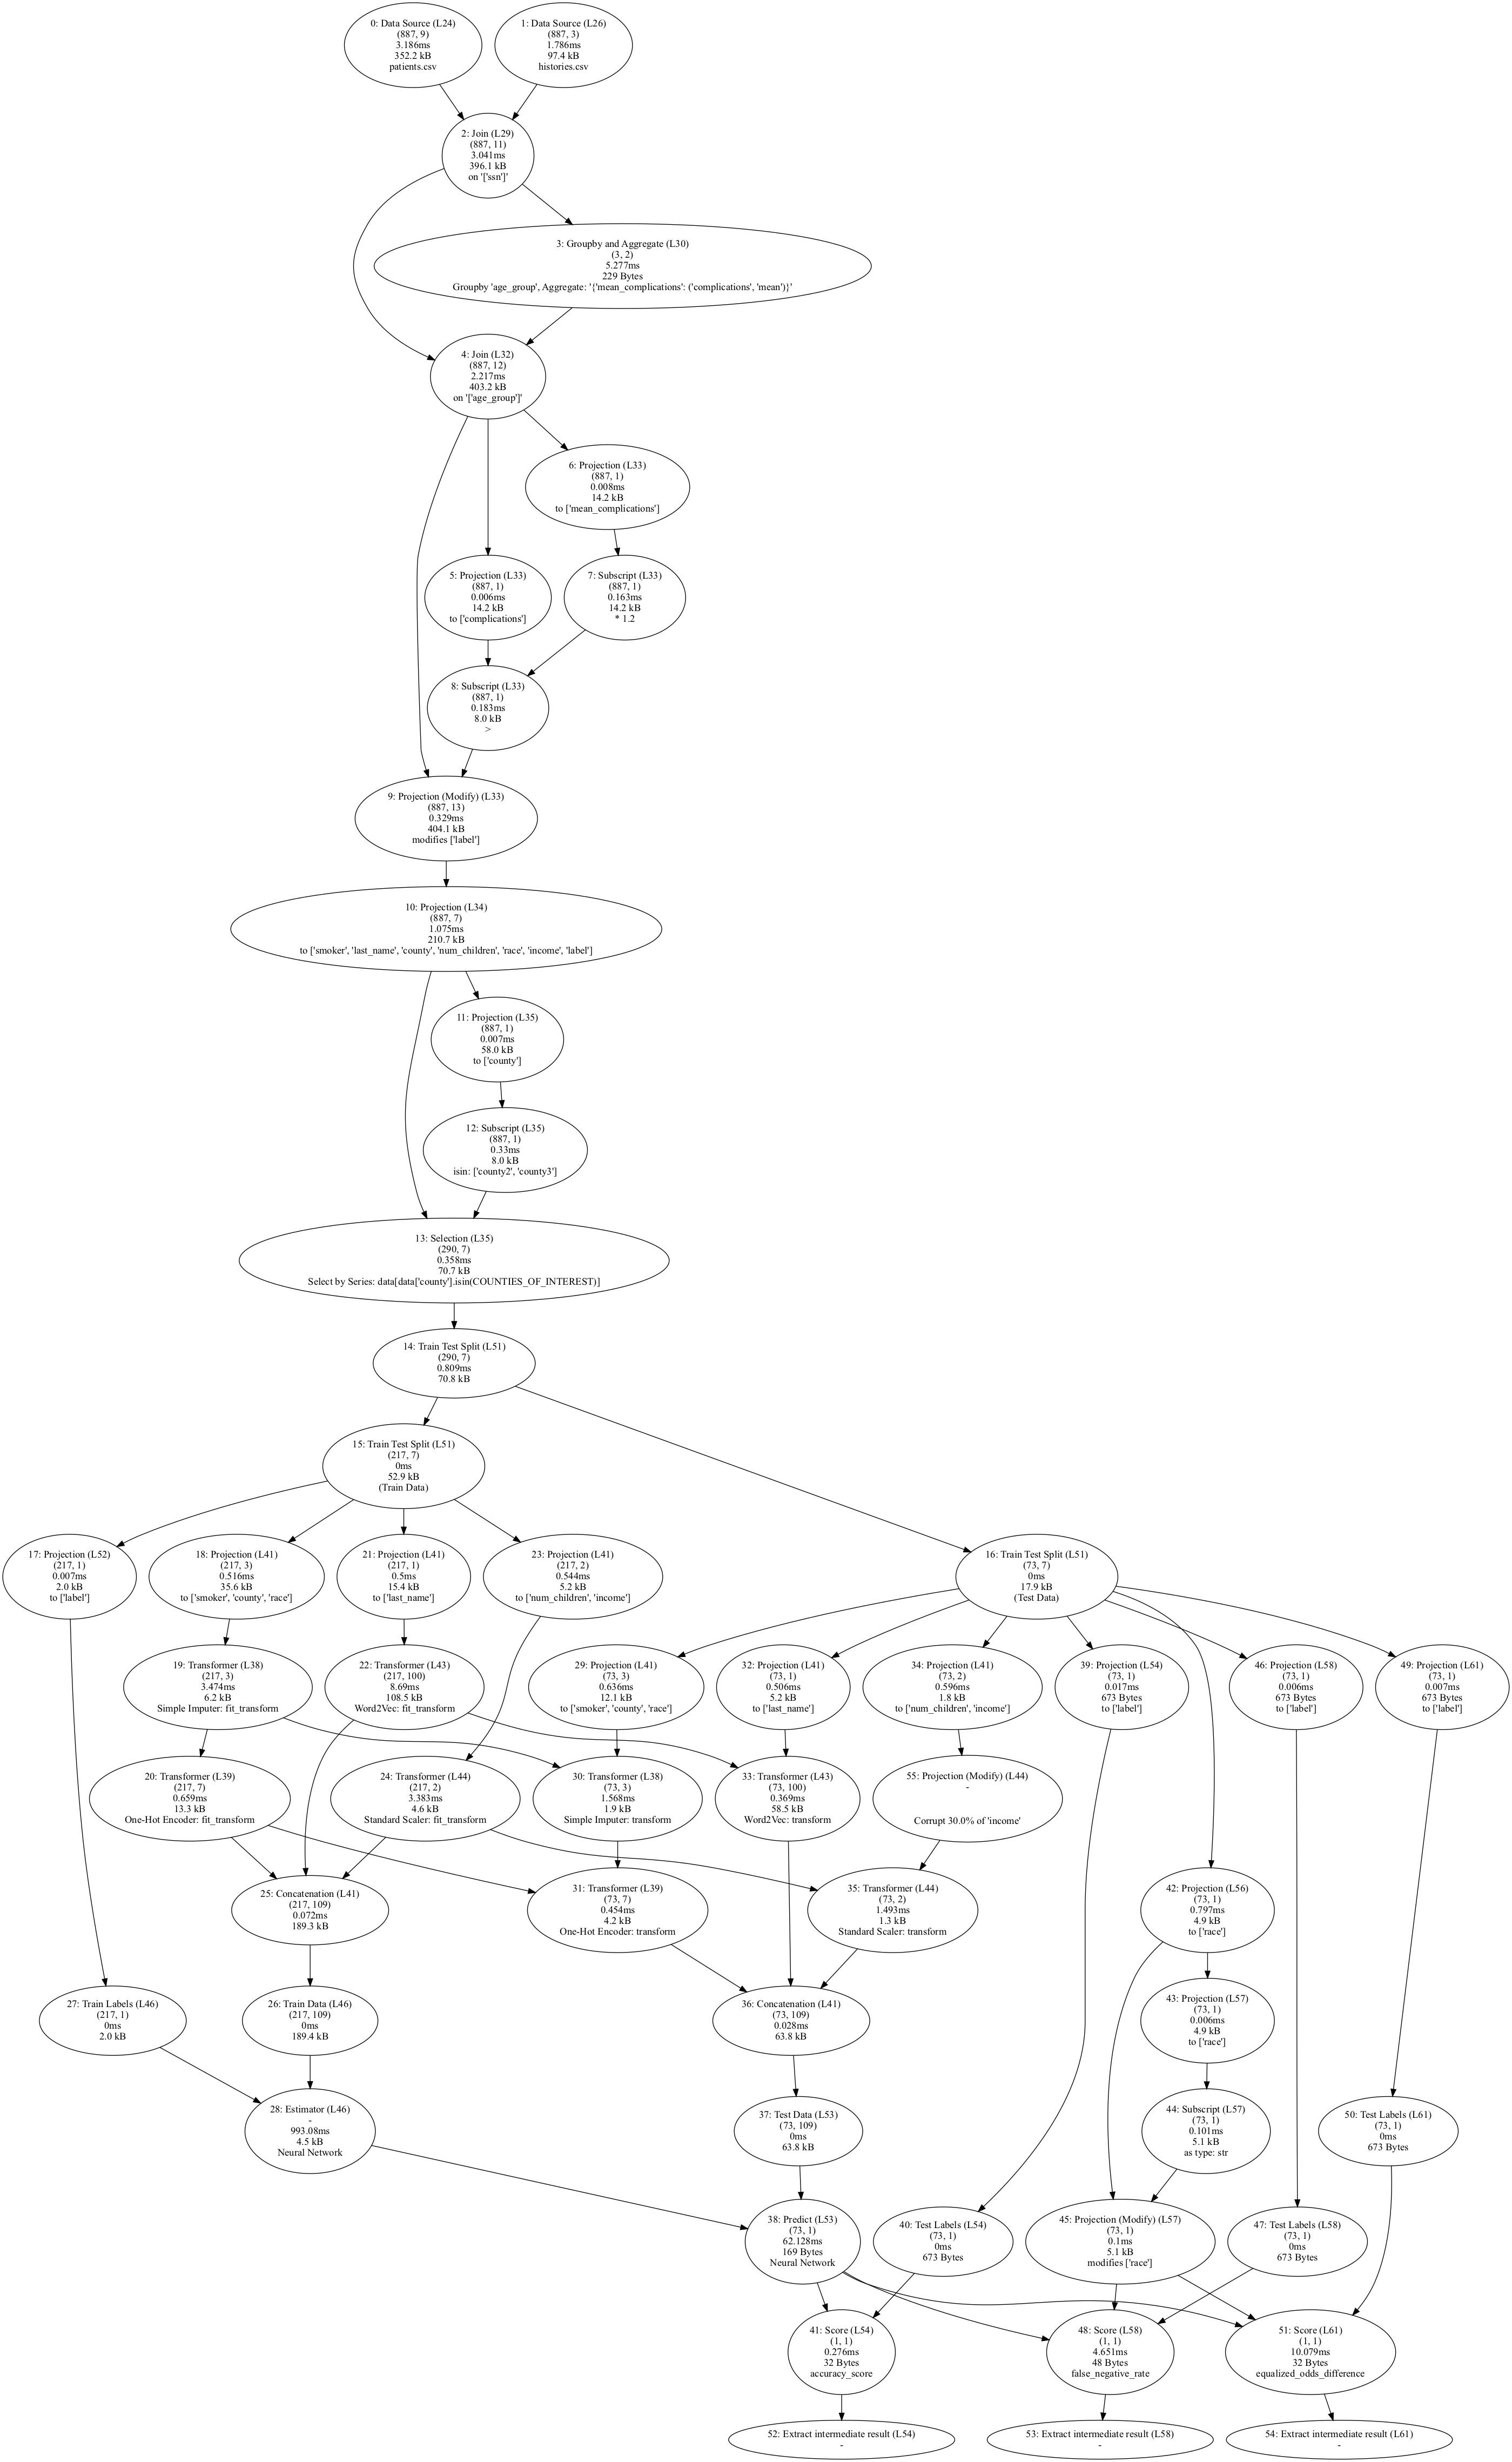 0: Data Source (L24)
(887, 9)
3.186ms
352.2 kB
patients.csv
1: Data Source (L26)
(887, 3)
1.786ms
97.4 kB
histories.csv
2: Join (L29)
(887, 11)
3.041ms
396.1 kB
on '['ssn']'
3: Groupby and Aggregate (L30)
(3, 2)
5.277ms
229 Bytes
Groupby 'age_group', Aggregate: '{'mean_complications': ('complications', 'mean')}'
4: Join (L32)
(887, 12)
2.217ms
403.2 kB
on '['age_group']'
6: Projection (L33)
(887, 1)
0.008ms
14.2 kB
to ['mean_complications']
5: Projection (L33)
(887, 1)
0.006ms
14.2 kB
to ['complications']
7: Subscript (L33)
(887, 1)
0.163ms
14.2 kB
* 1.2
8: Subscript (L33)
(887, 1)
0.183ms
8.0 kB
>
9: Projection (Modify) (L33)
(887, 13)
0.329ms
404.1 kB
modifies ['label']
10: Projection (L34)
(887, 7)
1.075ms
210.7 kB
to ['smoker', 'last_name', 'county', 'num_children', 'race', 'income', 'label']
11: Projection (L35)
(887, 1)
0.007ms
58.0 kB
to ['county']
12: Subscript (L35)
(887, 1)
0.33ms
8.0 kB
isin: ['county2', 'county3']
13: Selection (L35)
(290, 7)
0.358ms
70.7 kB
Select by Series: data[data['county'].isin(COUNTIES_OF_INTEREST)]
14: Train Test Split (L51)
(290, 7)
0.809ms
70.8 kB
15: Train Test Split (L51)
(217, 7)
0ms
52.9 kB
(Train Data)
17: Projection (L52)
(217, 1)
0.007ms
2.0 kB
to ['label']
18: Projection (L41)
(217, 3)
0.516ms
35.6 kB
to ['smoker', 'county', 'race']
21: Projection (L41)
(217, 1)
0.5ms
15.4 kB
to ['last_name']
23: Projection (L41)
(217, 2)
0.544ms
5.2 kB
to ['num_children', 'income']
16: Train Test Split (L51)
(73, 7)
0ms
17.9 kB
(Test Data)
19: Transformer (L38)
(217, 3)
3.474ms
6.2 kB
Simple Imputer: fit_transform
22: Transformer (L43)
(217, 100)
8.69ms
108.5 kB
Word2Vec: fit_transform
29: Projection (L41)
(73, 3)
0.636ms
12.1 kB
to ['smoker', 'county', 'race']
32: Projection (L41)
(73, 1)
0.506ms
5.2 kB
to ['last_name']
34: Projection (L41)
(73, 2)
0.596ms
1.8 kB
to ['num_children', 'income']
39: Projection (L54)
(73, 1)
0.017ms
673 Bytes
to ['label']
46: Projection (L58)
(73, 1)
0.006ms
673 Bytes
to ['label']
49: Projection (L61)
(73, 1)
0.007ms
673 Bytes
to ['label']
20: Transformer (L39)
(217, 7)
0.659ms
13.3 kB
One-Hot Encoder: fit_transform
24: Transformer (L44)
(217, 2)
3.383ms
4.6 kB
Standard Scaler: fit_transform
30: Transformer (L38)
(73, 3)
1.568ms
1.9 kB
Simple Imputer: transform
33: Transformer (L43)
(73, 100)
0.369ms
58.5 kB
Word2Vec: transform
55: Projection (Modify) (L44)
-
Corrupt 30.0% of 'income'
25: Concatenation (L41)
(217, 109)
0.072ms
189.3 kB
31: Transformer (L39)
(73, 7)
0.454ms
4.2 kB
One-Hot Encoder: transform
35: Transformer (L44)
(73, 2)
1.493ms
1.3 kB
Standard Scaler: transform
42: Projection (L56)
(73, 1)
0.797ms
4.9 kB
to ['race']
27: Train Labels (L46)
(217, 1)
0ms
2.0 kB
26: Train Data (L46)
(217, 109)
0ms
189.4 kB
36: Concatenation (L41)
(73, 109)
0.028ms
63.8 kB
43: Projection (L57)
(73, 1)
0.006ms
4.9 kB
to ['race']
28: Estimator (L46)
-
993.08ms
4.5 kB
Neural Network
37: Test Data (L53)
(73, 109)
0ms
63.8 kB
44: Subscript (L57)
(73, 1)
0.101ms
5.1 kB
as type: str
50: Test Labels (L61)
(73, 1)
0ms
673 Bytes
38: Predict (L53)
(73, 1)
62.128ms
169 Bytes
Neural Network
40: Test Labels (L54)
(73, 1)
0ms
673 Bytes
45: Projection (Modify) (L57)
(73, 1)
0.1ms
5.1 kB
modifies ['race']
47: Test Labels (L58)
(73, 1)
0ms
673 Bytes
41: Score (L54)
(1, 1)
0.276ms
32 Bytes
accuracy_score
48: Score (L58)
(1, 1)
4.651ms
48 Bytes
false_negative_rate
51: Score (L61)
(1, 1)
10.079ms
32 Bytes
equalized_odds_difference
52: Extract intermediate result (L54)
-
53: Extract intermediate result (L58)
-
54: Extract intermediate result (L61)
-